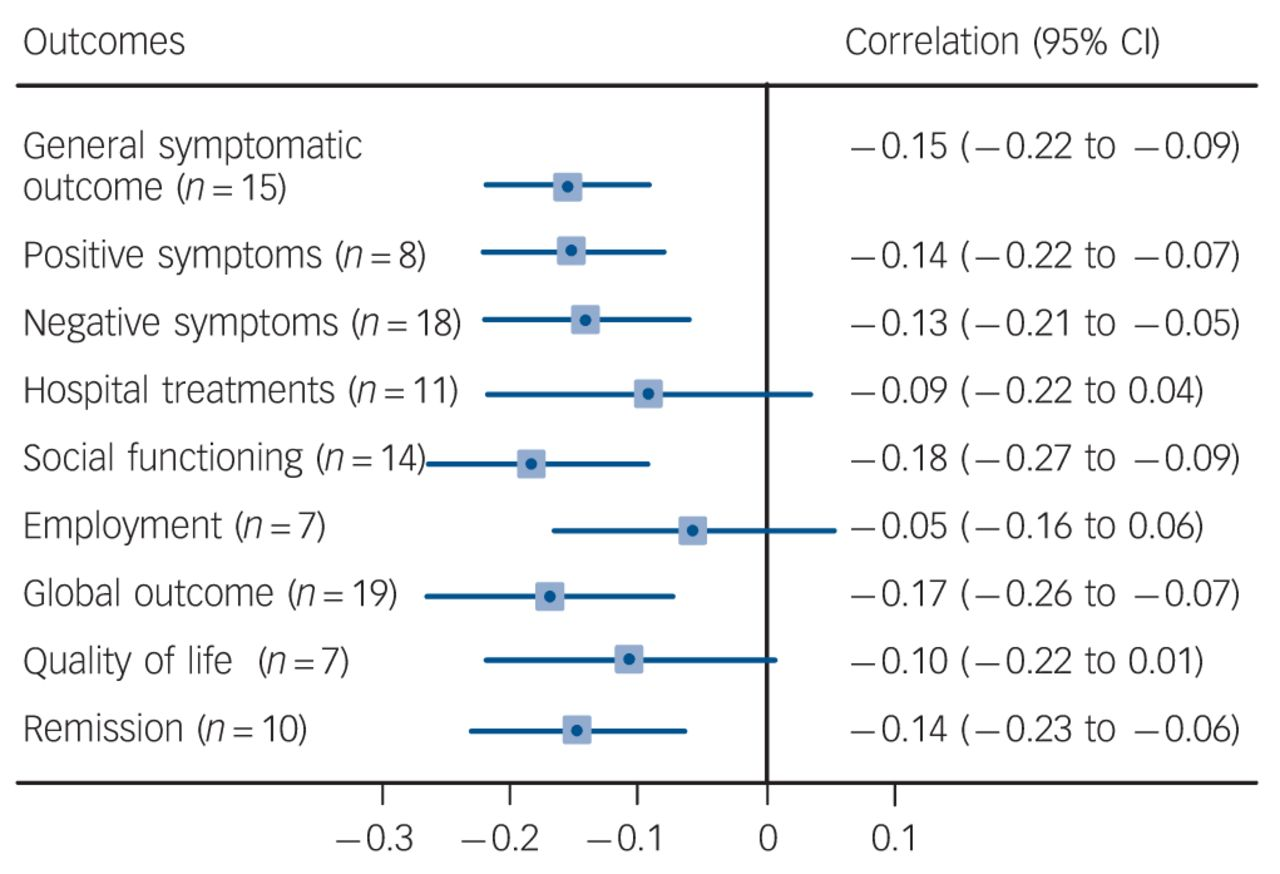 Outcomes Correlation (95% CI)
General symptomatic
outcome (n = 15) −0.15 (−0.22 to −0.09)
Positive symptoms (n = 8) −0.14 (−0.22 to −0.07)
Negative symptoms (n = 18) −0.13 (−0.21 to −0.05)
Hospital treatments (n = 11) −0.09 (−0.22 to 0.04)
Social functioning (n = 14) −0.18 (−0.27 to −0.09)
Employment (n = 7) −0.05 (−0.16 to 0.06)
Global outcome (n = 19) −0.17 (−0.26 to −0.07)
Quality of life (n = 7) −0.10 (−0.22 to 0.01)
Remission (n = 10) −0.14 (−0.23 to −0.06)
−0.3 −0.2 −0.1 0 0.1